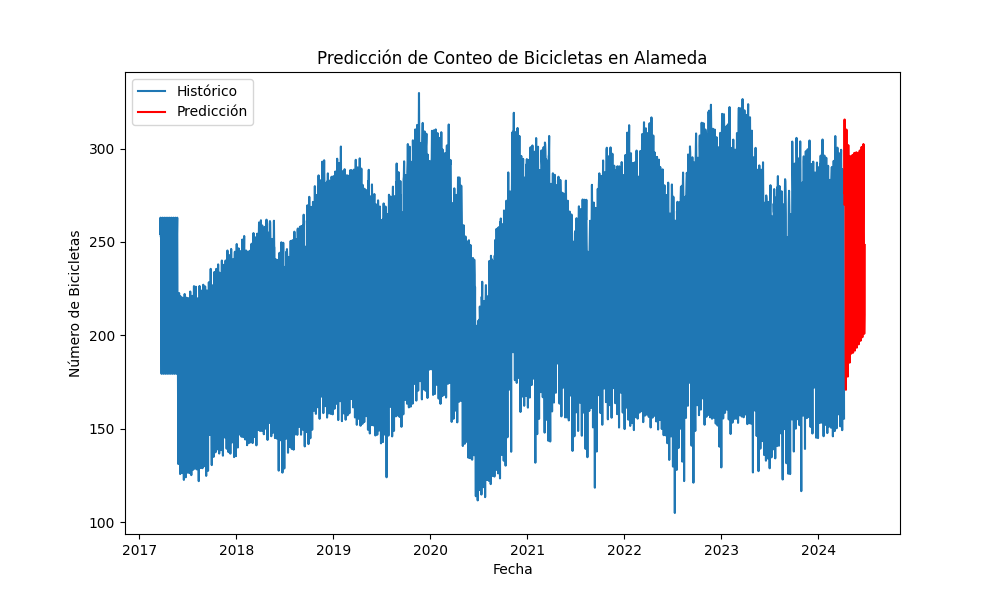 Predicción de Conteo de Bicicletas en Alameda
Histórico
Predicción
Número de Bicicletas
300
250
200
150
100
2017 2018 2019 2020 2021 2022 2023 2024
Fecha